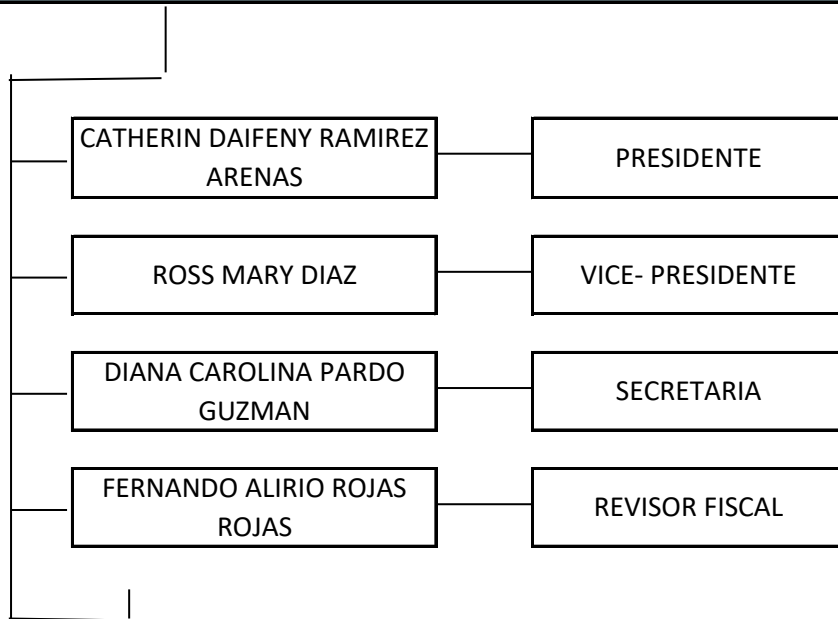 CATHERIN DAIFENY RAMIREZ
ARENAS
PRESIDENTE
ROSS MARY DIAZ
VICE- PRESIDENTE
DIANA CAROLINA PARDO
GUZMAN
SECRETARIA
FERNANDO ALIRIO ROJAS
ROJAS
REVISOR FISCAL